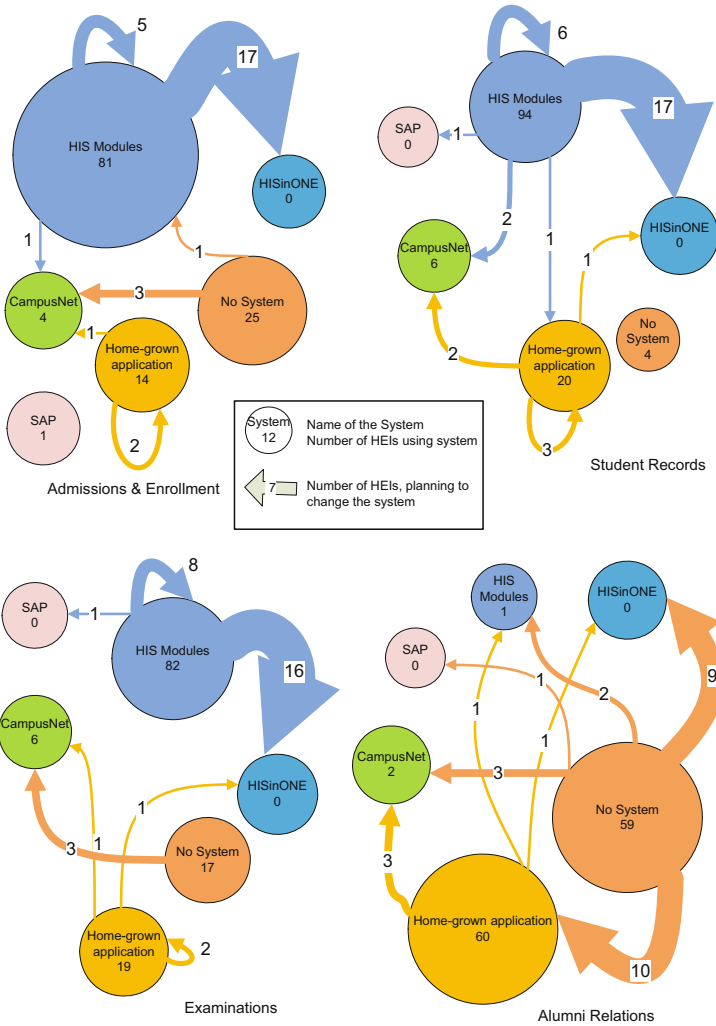 5
17
HIS Modules
81
HISinONE
0
1
1
CampusNet
4
3
No System
25
1
Home-grown
application
14
2
SAP
1
Admissions & Enrollment
6
HIS Modules
94
17
SAP
0
1
2
HISinONE
0
CampusNet
6
1
1
No
System
4
2
Home-grown
application
20
3
Student Records
System
12
Name of the System
Number of HEIs using system
7
Number of HEIs, planning to
change the system
8
SAP
0
1
HIS Modules
82
16
CampusNet
6
HISinONE
0
1
3
1
No System
17
Home-grown
application
19
2
Examinations
HIS
Modules
1
HISinONE
0
SAP
0
1
2
9
1
1
CampusNet
2
3
No System
59
3
Home-grown application
60
10
Alumni Relations